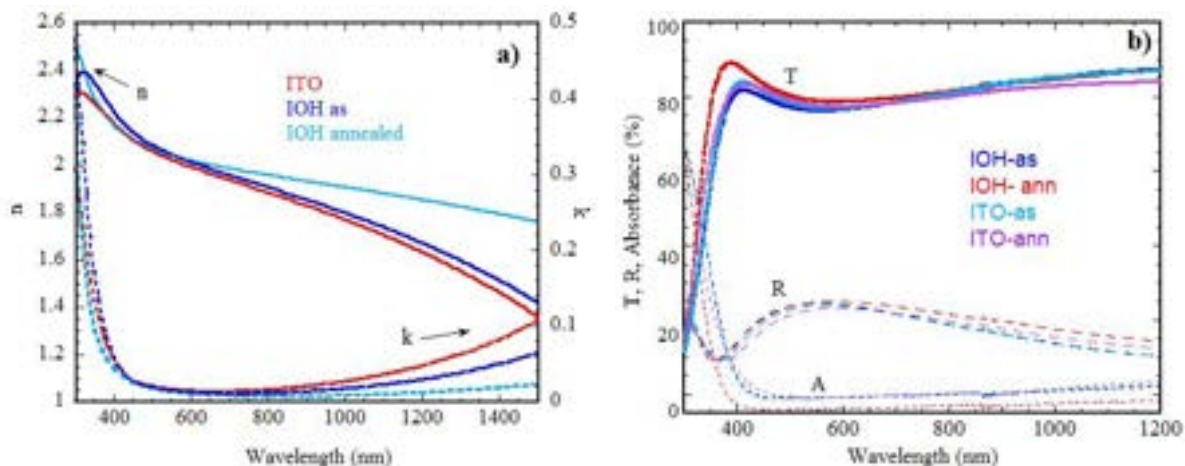 a)
n
ITO
IOH as
IOH annealed
k
2.6
2.4
2.2
2
1.8
1.6
1.4
1.2
1
n
0.5
0.4
0.3
0.2
0.1
0
k
400
600
800
1000
1200
1400
Wavelength (nm)
b)
T
IOH-as
IOH- ann
ITO-as
ITO-ann
R
A
100
80
60
40
20
0
T, R, Absorbance (%)
400
600
800
1000
1200
Wavelength (nm)